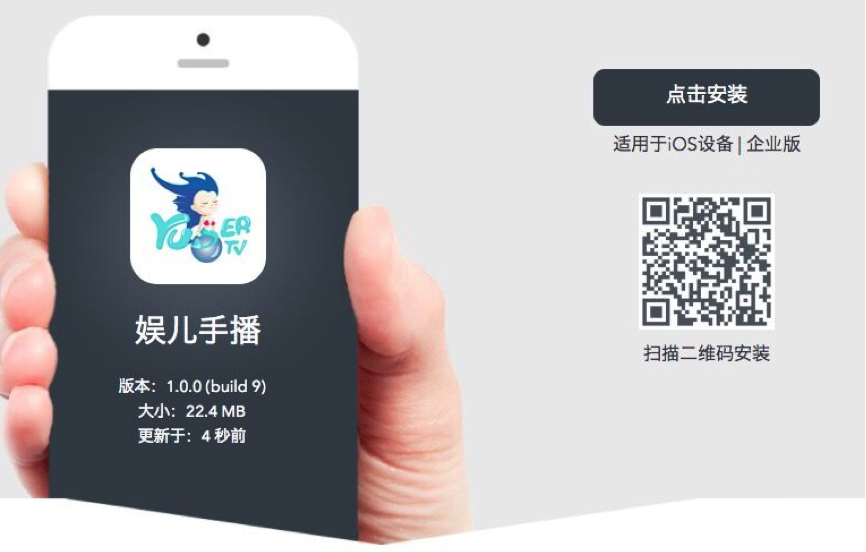 YUER
TV
娱儿手播
版本：1.0.0 (build 9)
大小：22.4 MB
更新于：4 秒前
点击安装
适用于iOS设备 | 企业版
扫描二维码安装